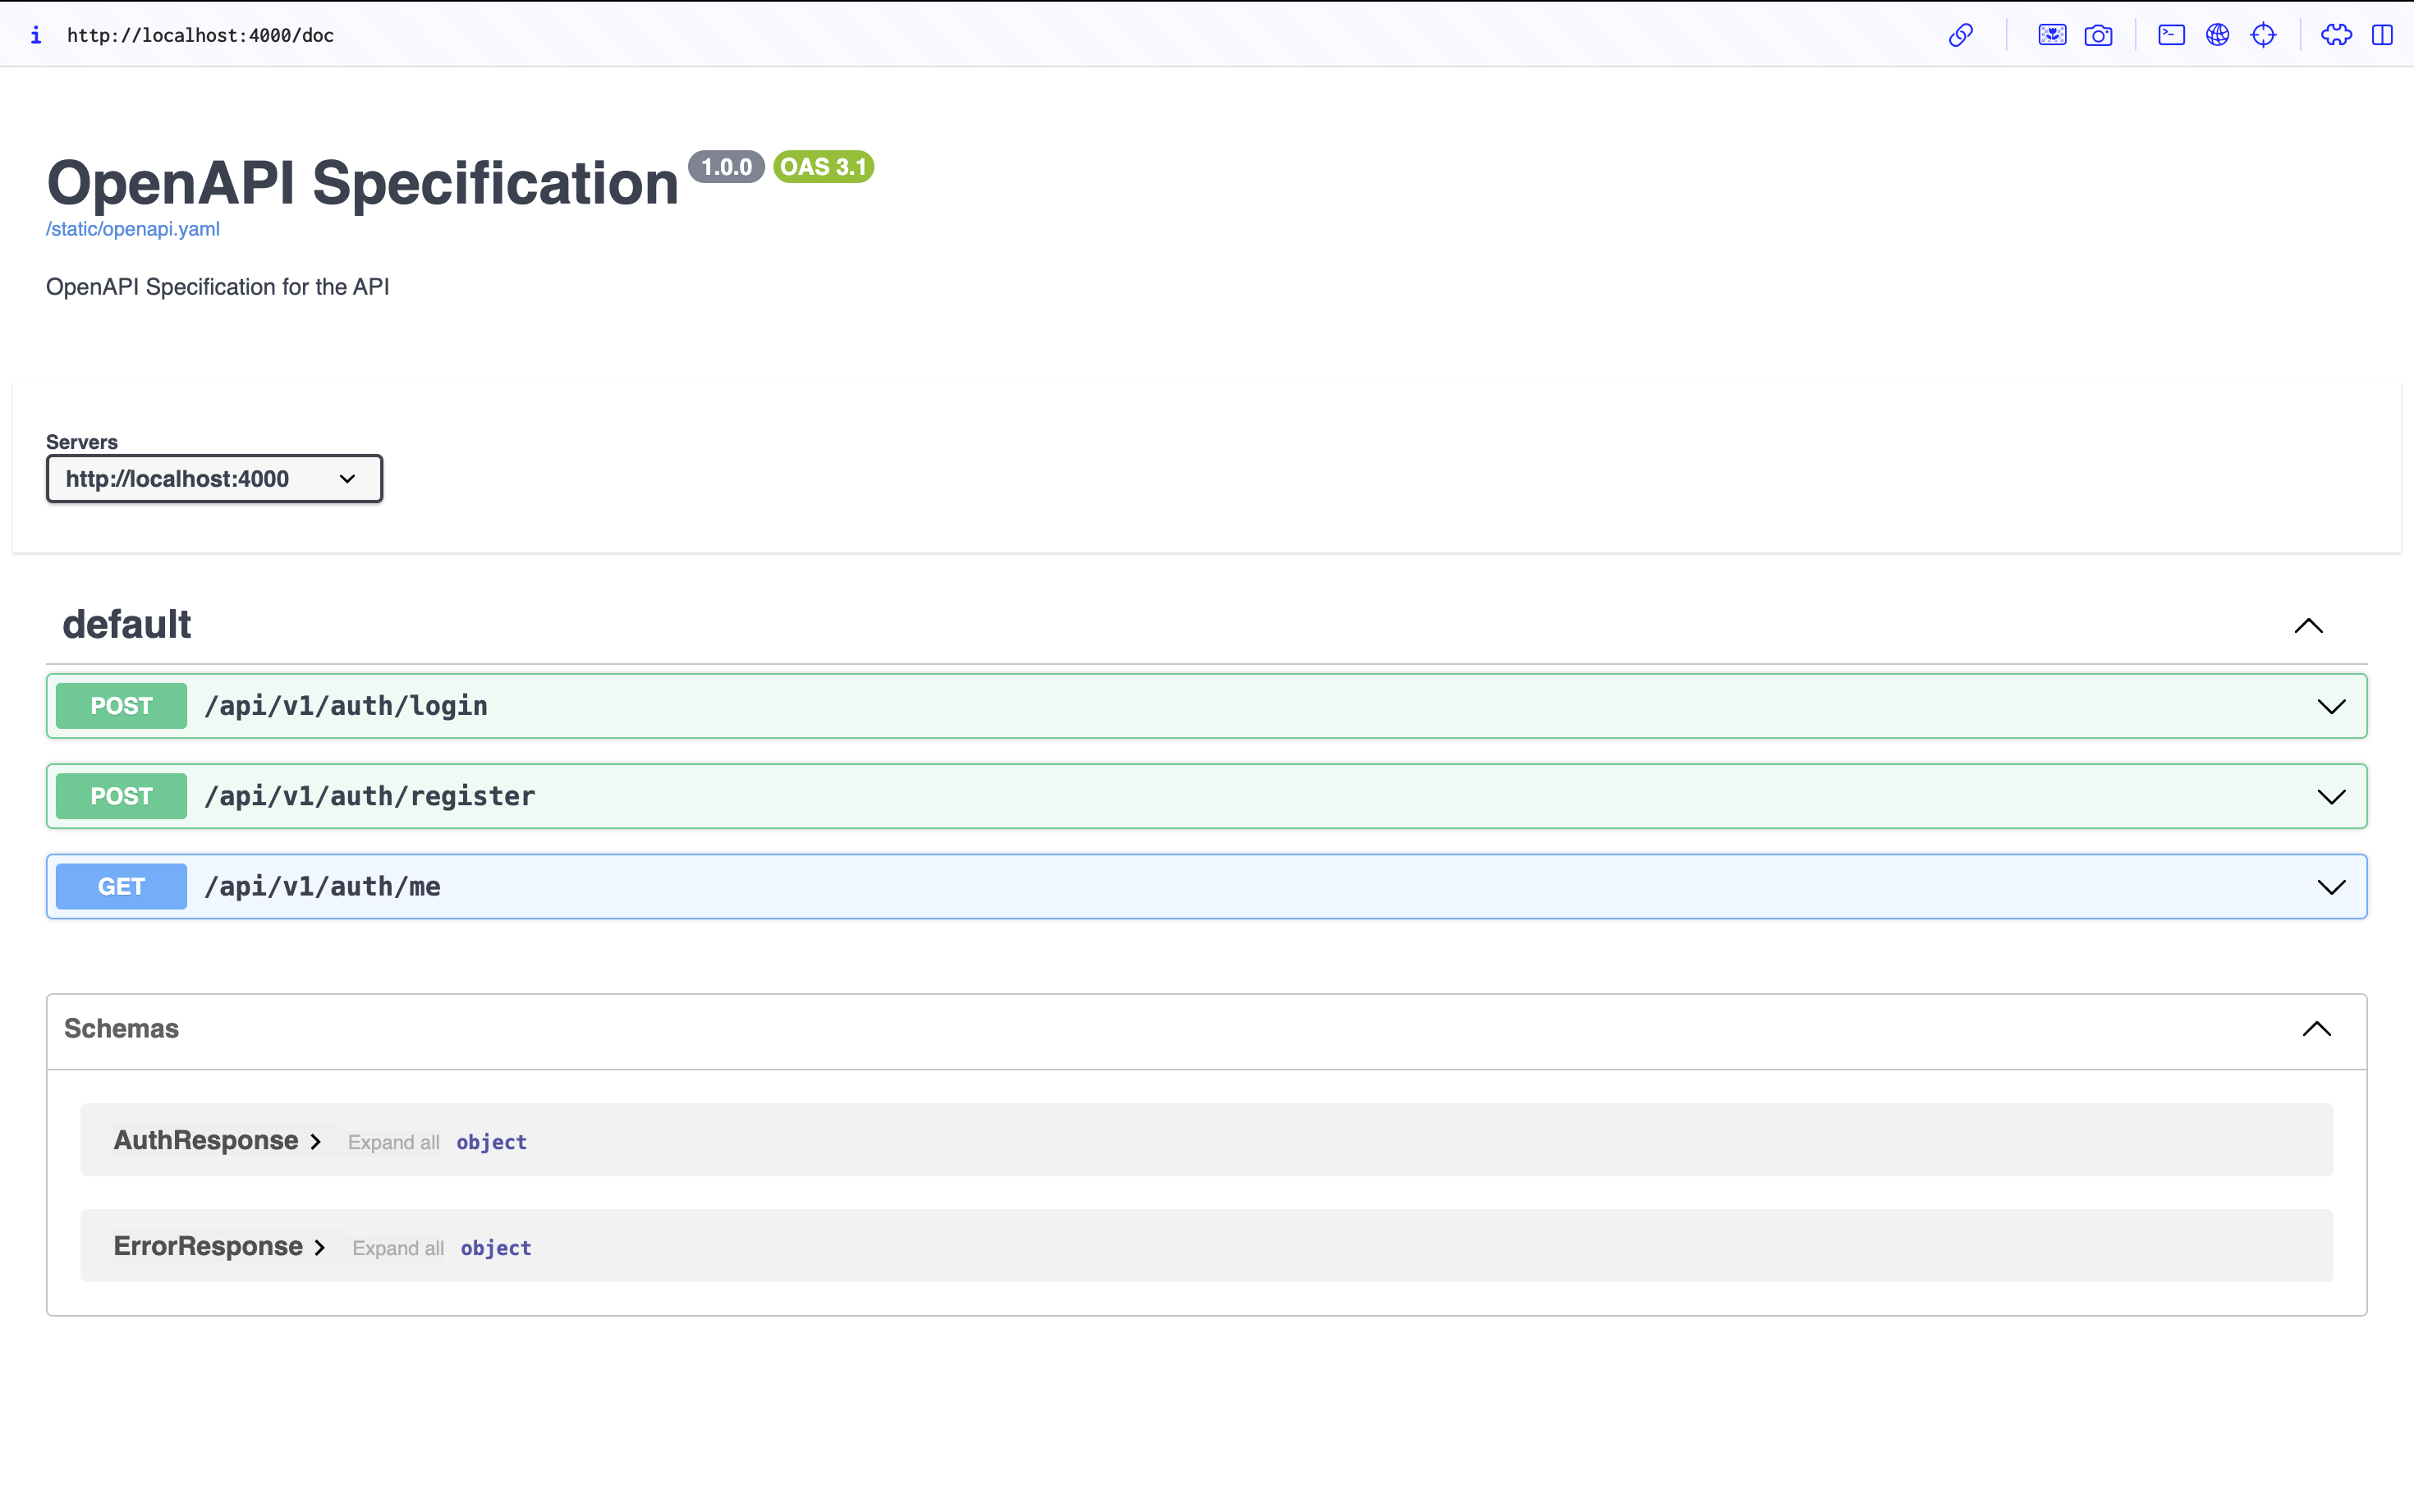 i http://localhost:4000/doc
OpenAPI Specification 1.0.0 OAS 3.1
/static/openapi.yaml
OpenAPI Specification for the API
Servers
http://localhost:4000
default
POST /api/v1/auth/login
POST /api/v1/auth/register
GET /api/v1/auth/me
Schemas
AuthResponse Expand all object
ErrorResponse Expand all object